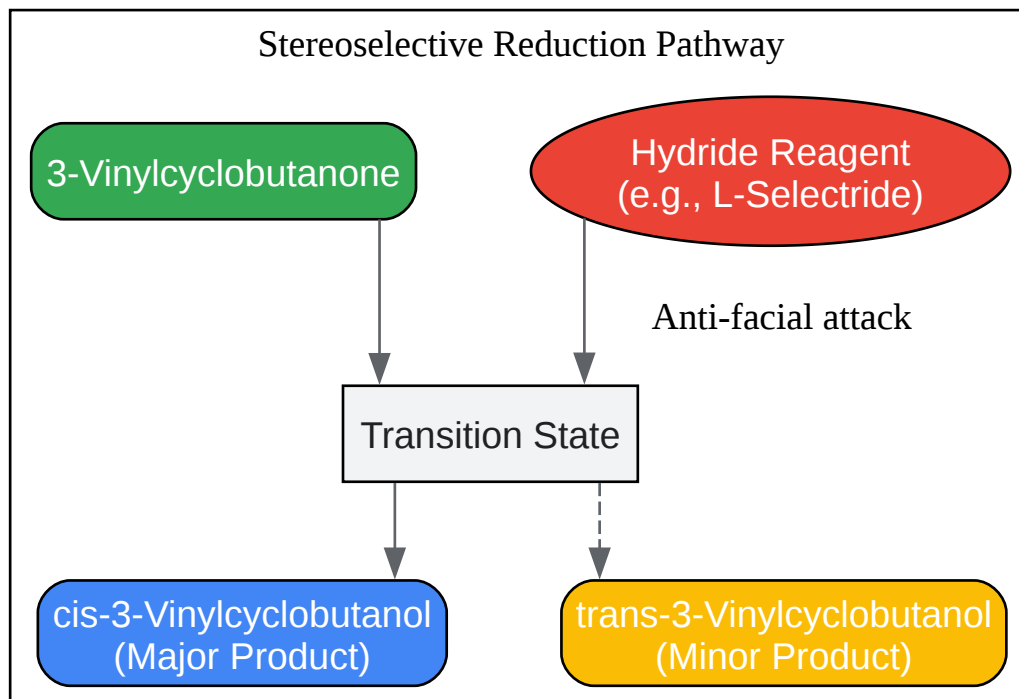 Stereoselective Reduction Pathway
3-Vinylcyclobutanone
Hydride Reagent
(e.g., L-Selectride)
Anti-facial attack
Transition State
cis-3-Vinylcyclobutanol
(Major Product)
trans-3-Vinylcyclobutanol
(Minor Product)